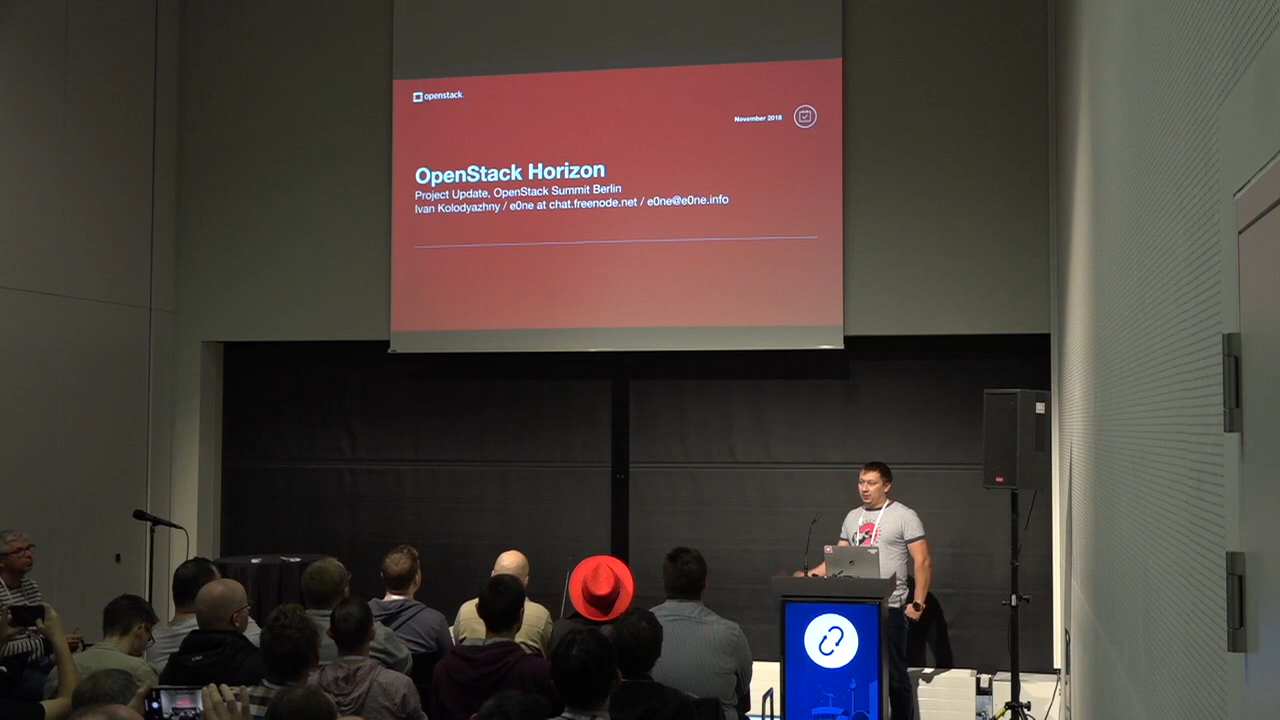 openstack.
November 2018
OpenStack Horizon
Project Update, OpenStack Summit Berlin
Ivan Kolodyazhny / e0ne at chat.freenode.net / e0ne@e0ne.info